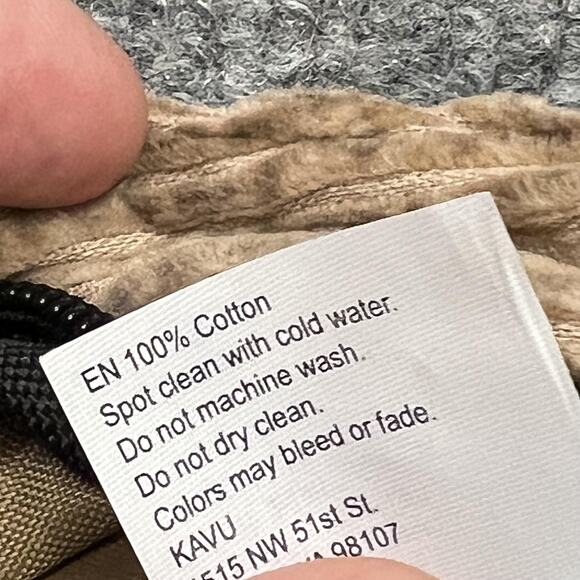 EN 100% Cotton
Spot clean with cold water.
Do not machine wash.
Do not dry clean.
Colors may bleed or fade.
KAVU
NW 51st St.
98107